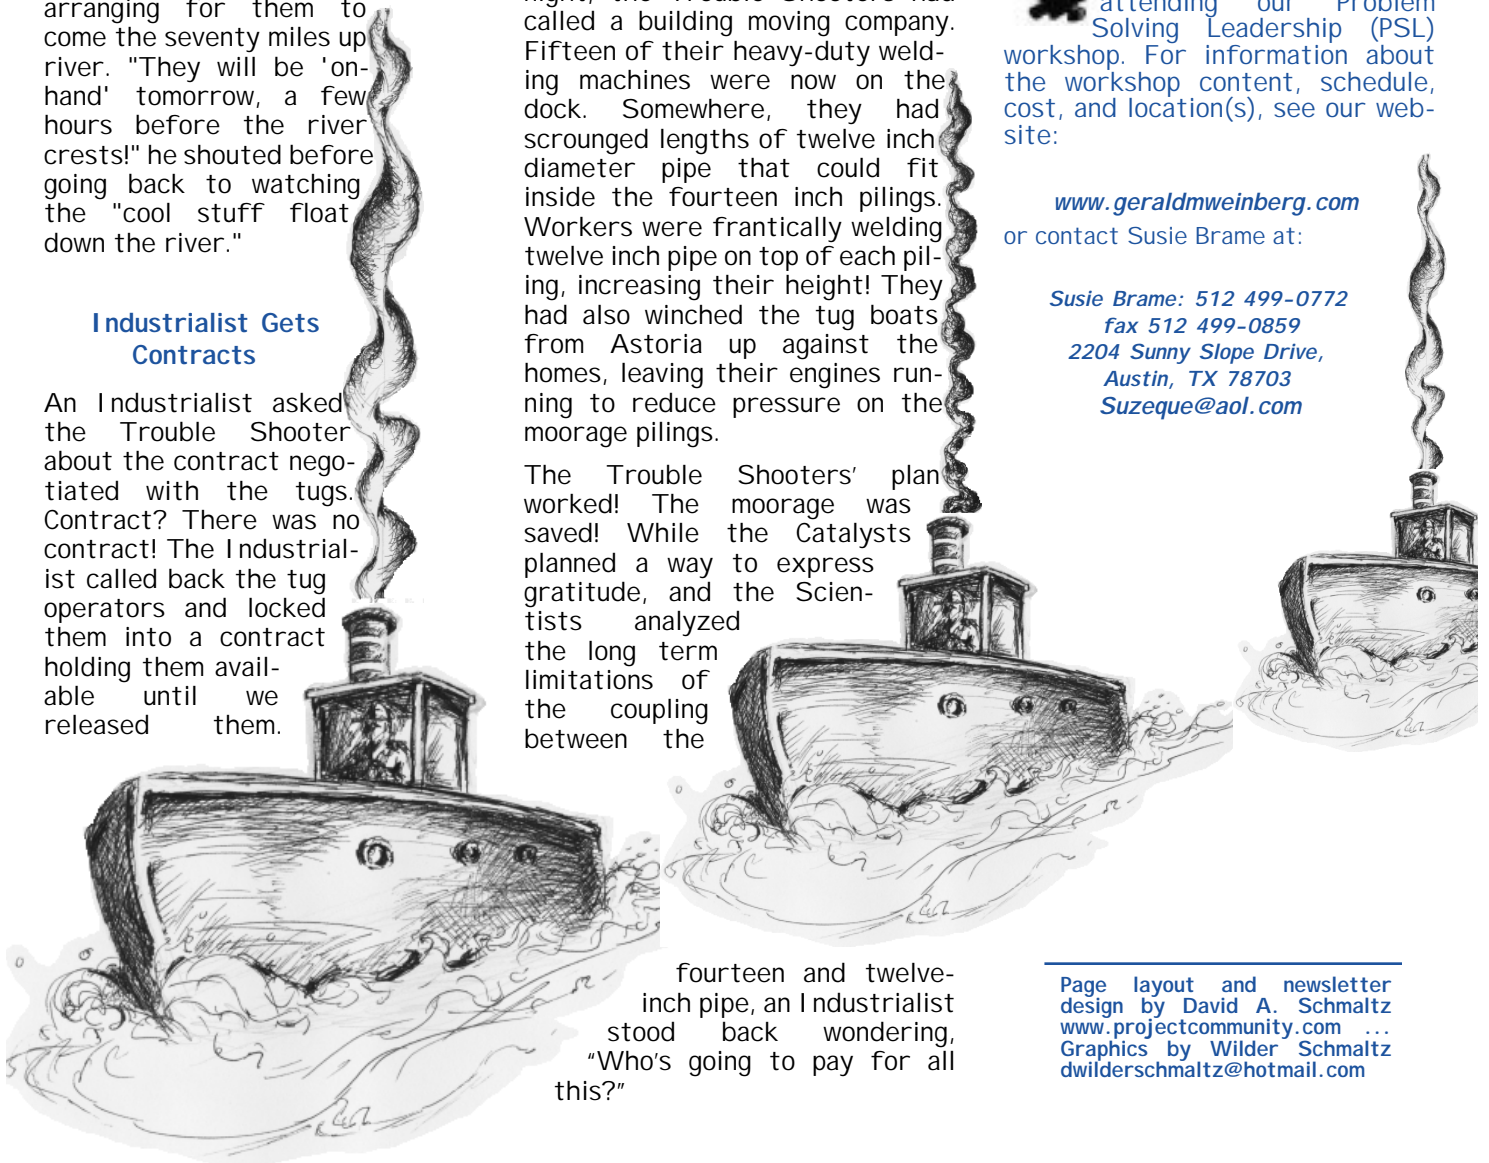 arranging for them to
come the seventy miles up
river. "They will be 'on-
hand' tomorrow, a few
hours before the river
crests!" he shouted before
going back to watching
the "cool stuff float
down the river."
Industrialist Gets
Contracts
An Industrialist asked
the Trouble Shooter
about the contract nego-
tiated with the tugs.
Contract? There was no
contract! The Industrial-
ist called back the tug
operators and locked
them into a contract
holding them avail-
able until we
released them.
night, the Trouble Shooters had
called a building moving company.
Fifteen of their heavy-duty weld-
ing machines were now on the
dock. Somewhere, they had
scrounged lengths of twelve inch
diameter pipe that could fit
inside the fourteen inch pilings.
Workers were frantically welding
twelve inch pipe on top of each pil-
ing, increasing their height! They
had also winched the tug boats
from Astoria up against the
homes, leaving their engines run-
ning to reduce pressure on the
moorage pilings.
The Trouble Shooters' plan
worked! The moorage was
saved! While the Catalysts
planned a way to express
gratitude, and the Scien-
tists analyzed
the long term
limitations of
the coupling
between the
fourteen and twelve-
inch pipe, an Industrialist
stood back wondering,
"Who's going to pay for all
this?"
attending our Problem
Solving Leadership (PSL)
workshop. For information about
the workshop content, schedule,
cost, and location(s), see our web-
site:
www.geraldmweinberg.com
or contact Susie Brame at:
Susie Brame: 512 499-0772
fax 512 499-0859
2204 Sunny Slope Drive,
Austin, TX 78703
Suzeque@aol.com
Page layout and newsletter
design by David A. Schmaltz
www.projectcommunity.com ...
Graphics by Wilder Schmaltz
dwilderschmaltz@hotmail.com